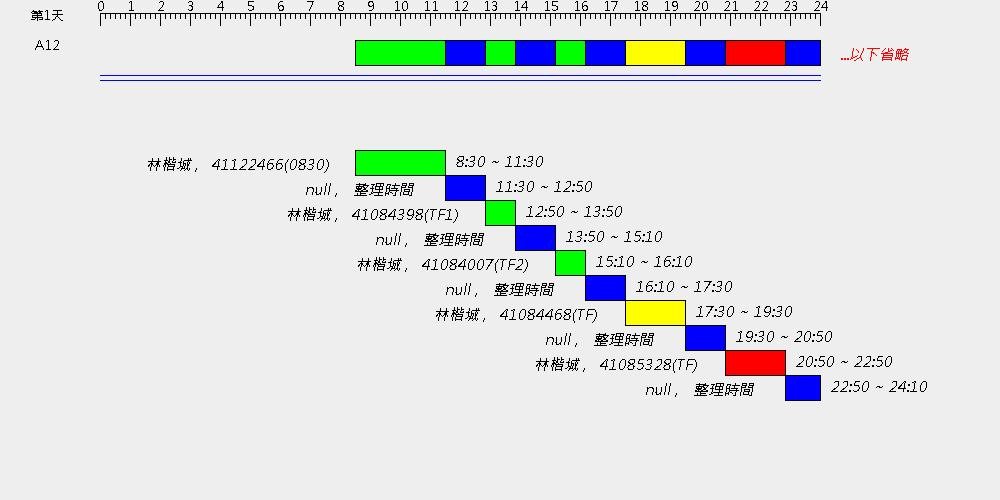 第1天 0 1 2 3 4 5 6 7 8 9 10 11 12 13 14 15 16 17 18 19 20 21 22 23 24
A12 ...以下省略
林楷城, 41122466(0830) 8:30 ~ 11:30
null, 整理時間 11:30 ~ 12:50
林楷城, 41084398(TF1) 12:50 ~ 13:50
null, 整理時間 13:50 ~ 15:10
林楷城, 41084007(TF2) 15:10 ~ 16:10
null, 整理時間 16:10 ~ 17:30
林楷城, 41084468(TF) 17:30 ~ 19:30
null, 整理時間 19:30 ~ 20:50
林楷城, 41085328(TF) 20:50 ~ 22:50
null, 整理時間 22:50 ~ 24:10